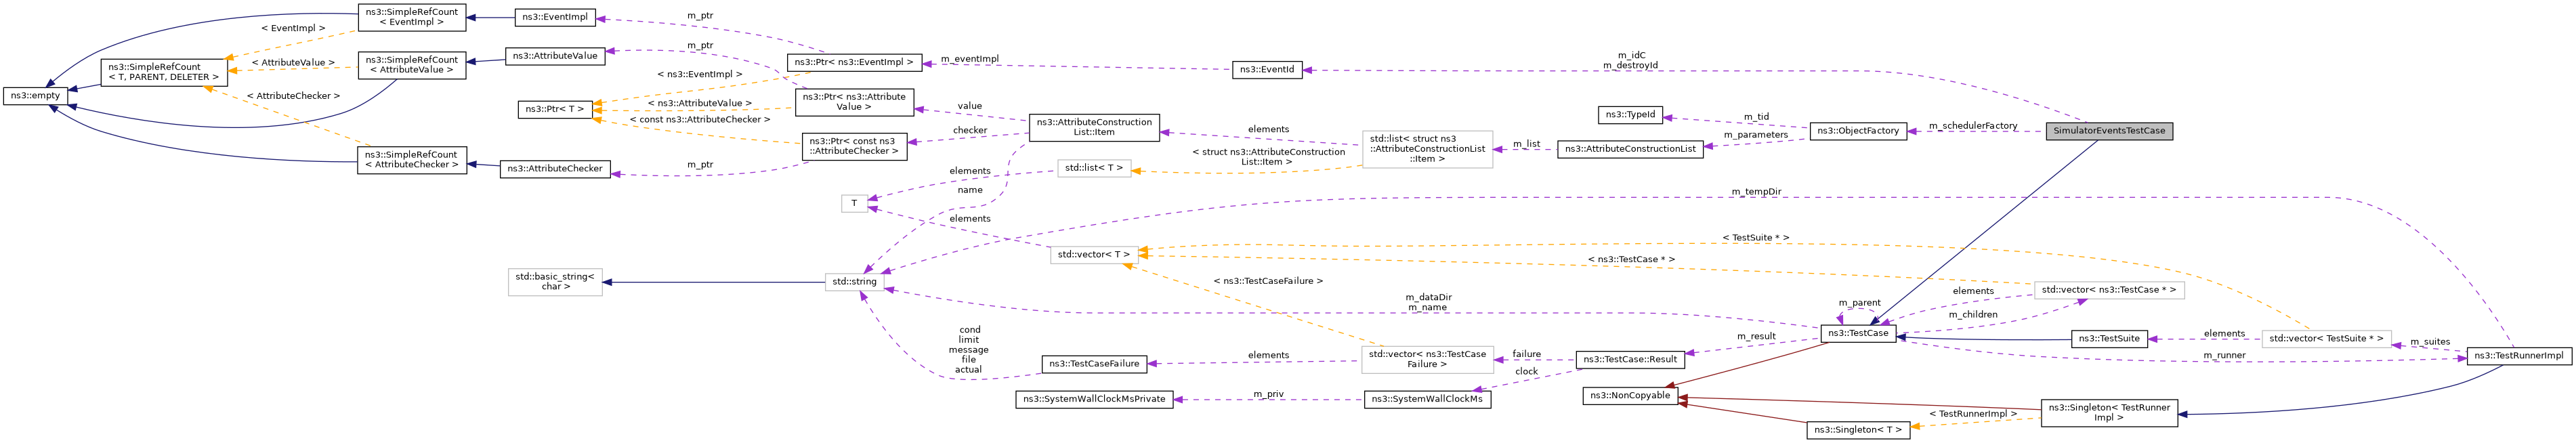 ns3::SimpleRefCount
< EventImpl >
ns3::EventImpl
m_ptr
< EventImpl >
m_idC
m_destroyId
ns3::SimpleRefCount
< AttributeValue >
ns3::AttributeValue
m_ptr
ns3::Ptr< ns3::EventImpl >
m_eventImpl
ns3::EventId
ns3::SimpleRefCount
< T, PARENT, DELETER >
< AttributeValue >
< ns3::EventImpl >
ns3::empty
< AttributeChecker >
ns3::Ptr< T >
< ns3::AttributeValue >
ns3::Ptr< ns3::Attribute
Value >
value
< const ns3::AttributeChecker >
ns3::AttributeConstruction
List::Item
elements
ns3::TypeId
m_tid
m_schedulerFactory
SimulatorEventsTestCase
ns3::ObjectFactory
m_parameters
checker
ns3::Ptr< const ns3
::AttributeChecker >
std::list< struct ns3
::AttributeConstructionList
::Item >
m_list
ns3::AttributeConstructionList
ns3::SimpleRefCount
< AttributeChecker >
ns3::AttributeChecker
m_ptr
< struct ns3::AttributeConstruction
List::Item >
elements
std::list< T >
name
T
m_tempDir
elements
std::vector< T >
< TestSuite * >
< ns3::TestCase * >
std::basic_string<
char >
std::string
< ns3::TestCaseFailure >
std::vector< ns3::TestCase * >
elements
m_dataDir
m_name
m_parent
m_children
cond
limit
message
file
actual
ns3::TestCase
m_result
ns3::TestSuite
elements
std::vector< TestSuite * >
m_suites
m_runner
ns3::TestRunnerImpl
ns3::TestCaseFailure
elements
std::vector< ns3::TestCase
Failure >
failure
ns3::TestCase::Result
clock
ns3::SystemWallClockMsPrivate
m_priv
ns3::SystemWallClockMs
ns3::NonCopyable
ns3::Singleton< TestRunner
Impl >
< TestRunnerImpl >
ns3::Singleton< T >